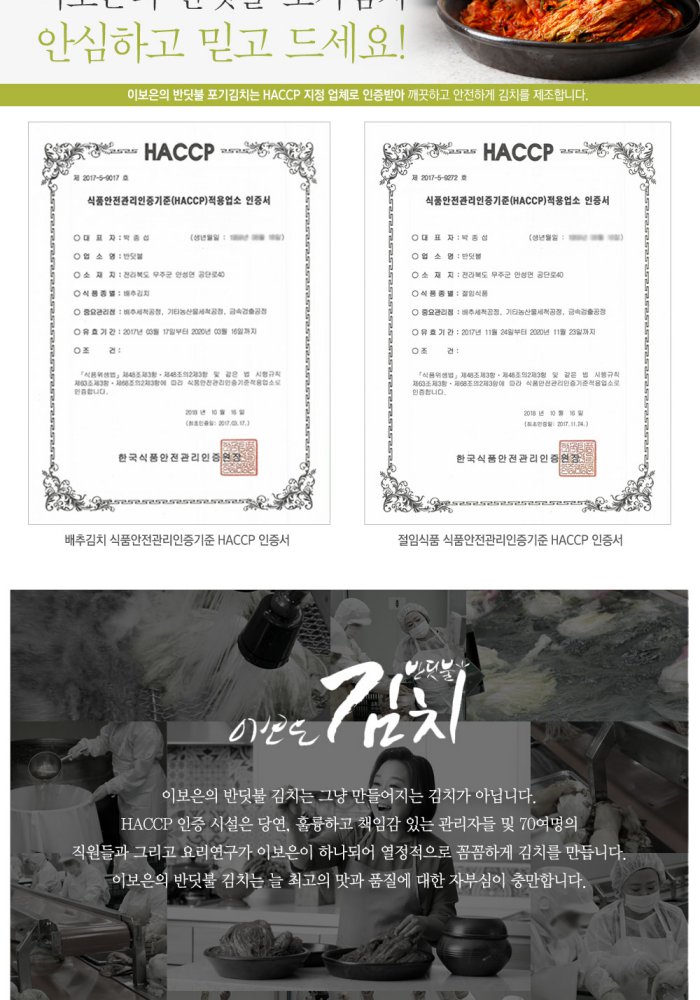 이보은의 반딧불 포기김치
안심하고 믿고 드세요!
이보은의 반딧불 포기김치는 HACCP 지정 업체로 인증받아 깨끗하고 안전하게 김치를 제조합니다.
HACCP
제 2017-5-9017 호
식품안전관리인증기준(HACCP)적용업소 인증서
○ 대 표 자 : 박 종 섭 (생년월일 :
○ 업 소 명 : 반딧불
○ 소 재 지 : 전라북도 무주군 안성면 공단로40
○ 식 품 종 별 : 배추김치
○ 중요관리점 : 배추세척공정, 기타농산물세척공정, 금속검출공정
○ 유 효 기 간 : 2017년 03월 17일부터 2020년 03월 16일까지
○ 조 건 :
「식품위생법」제48조제3항·제48조의2제3항 및 같은 법 시행규칙
제63조제3항·제68조의2제3항에 따라 식품안전관리인증기준적용업소로
인증합니다.
2018 년 10 월 16 일
(최초인증일: 2017.03.17.)
한국식품안전관리인증원장
배추김치 식품안전관리인증기준 HACCP 인증서
HACCP
제 2017-5-9272 호
식품안전관리인증기준(HACCP)적용업소 인증서
○ 대 표 자 : 박 종 섭 (생년월일 :
○ 업 소 명 : 반딧불
○ 소 재 지 : 전라북도 무주군 안성면 공단로40
○ 식 품 종 별 : 절임식품
○ 중요관리점 : 배추세척공정, 기타농산물세척공정, 금속검출공정
○ 유 효 기 간 : 2017년 11월 24일부터 2020년 11월 23일까지
○ 조 건 :
「식품위생법」제48조제3항·제48조의2제3항 및 같은 법 시행규칙
제63조제3항·제68조의2제3항에 따라 식품안전관리인증기준적용업소로
인증합니다.
2018 년 10 월 16 일
(최초인증일: 2017.11.24.)
한국식품안전관리인증원장
절임식품 식품안전관리인증기준 HACCP 인증서
이보은 반딧불 김치
이보은의 반딧불 김치는 그냥 만들어지는 김치가 아닙니다.
HACCP 인증 시설은 당연, 훌륭하고 책임감 있는 관리자들 및 70여명의
직원들과 그리고 요리연구가 이보은이 하나되어 열정적으로 꼼꼼하게 김치를 만듭니다.
이보은의 반딧불 김치는 늘 최고의 맛과 품질에 대한 자부심이 충만합니다.